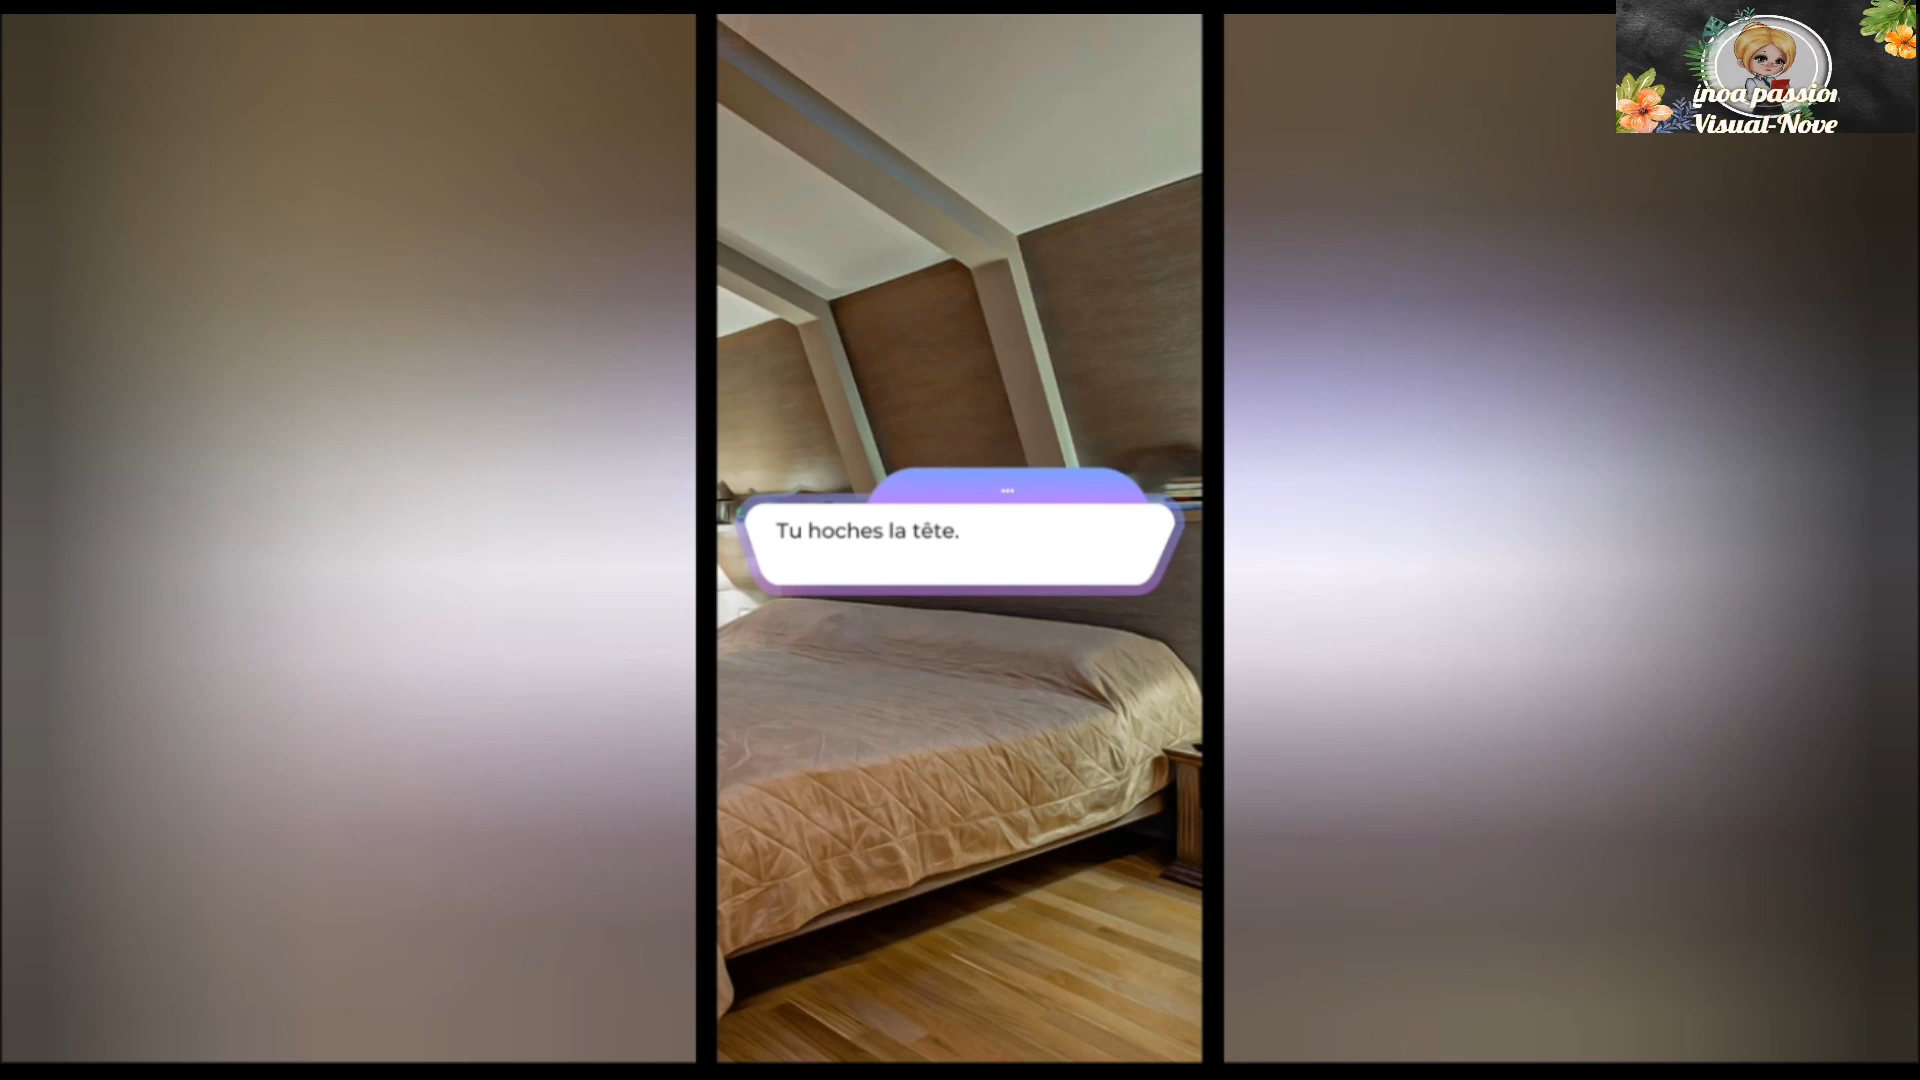 inoa passion
Visual-Nove
...
Tu hoches la tête.